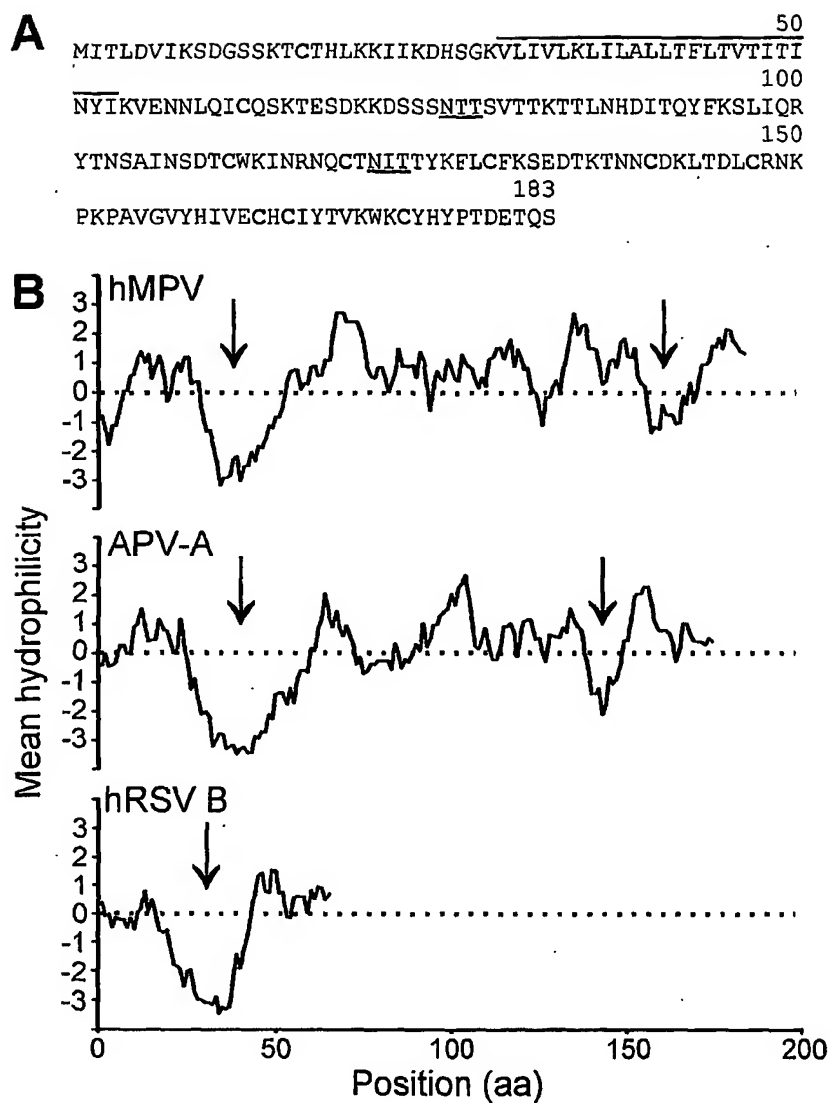 A
50
MITLDVIKSDGSSKTCTHLKKIIKDHSGKVLIVLKLILALLTFLTVTITI
100
NYIKVENNLQICQSKTESDKKDSSSNTTSVTTKTTLNHDITQYFKSLIQR
150
YTNSAINSDTCWKINRNQCTNITTYKFLCFKSEDTKTNNCDKLTDLCRNK
183
PKPAVGVYHIVECHCIYTVKWKCYHYPTDETQS
B
hMPV
3
2
1
0
-1
-2
-3
APV-A
3
2
1
0
-1
-2
-3
hRSV B
3
2
1
0
-1
-2
-3
Mean hydrophilicity
0 50 100 150 200
Position (aa)